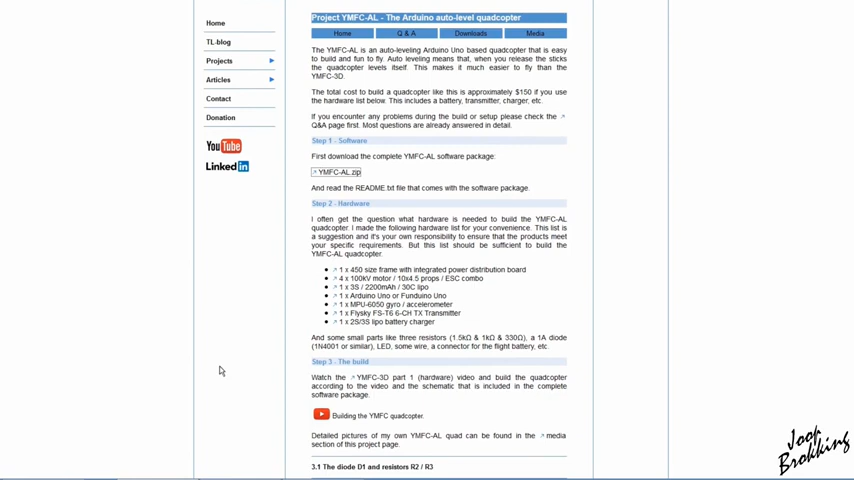 Home
TL-blog
Projects
Articles
Contact
Donation
YouTube
Linked in
Project YMFC-AL - The Arduino auto-level quadcopter
Home Q & A Downloads Media
The YMFC-AL is an auto-leveling Arduino Uno based quadcopter that is easy
to build and fun to fly. Auto leveling means that, when you release the sticks
the quadcopter levels itself. This makes it much easier to fly than the
YMFC-3D.
The total cost to build a quadcopter like this is approximately $150 if you use
the hardware list below. This includes a battery, transmitter, charger, etc.
If you encounter any problems during the build or setup please check the
Q&A page first. Most questions are already answered in detail.
Step 1 - Software
First download the complete YMFC-AL software package:
YMFC-AL.zip
And read the README.txt file that comes with the software package.
Step 2 - Hardware
I often get the question what hardware is needed to build the YMFC-AL
quadcopter. I made the following hardware list for your convenience. This list is
a suggestion and it's your own responsibility to ensure that the products meet
your specific requirements. But this list should be sufficient to build the
YMFC-AL quadcopter.
1 x 450 size frame with integrated power distribution board
4 x 100kV motor / 10x4.5 props / ESC combo
1 x 3S / 2200mAh / 30C lipo
1 x Arduino Uno or Funduino Uno
1 x MPU-6050 gyro / accelerometer
1 x Flysky FS-T6 6-CH TX Transmitter
1 x 2S/3S lipo battery charger
And some small parts like three resistors (1.5kΩ & 1kΩ & 330Ω), a 1A diode
(1N4001 or similar), LED, some wire, a connector for the flight battery, etc.
Step 3 - The build
Watch the YMFC-3D part 1 (hardware) video and build the quadcopter
according to the video and the schematic that is included in the complete
software package.
Building the YMFC quadcopter.
Detailed pictures of my own YMFC-AL quad can be found in the media
section of this project page.
3.1 The diode D1 and resistors R2 / R3
Joop
Brokking